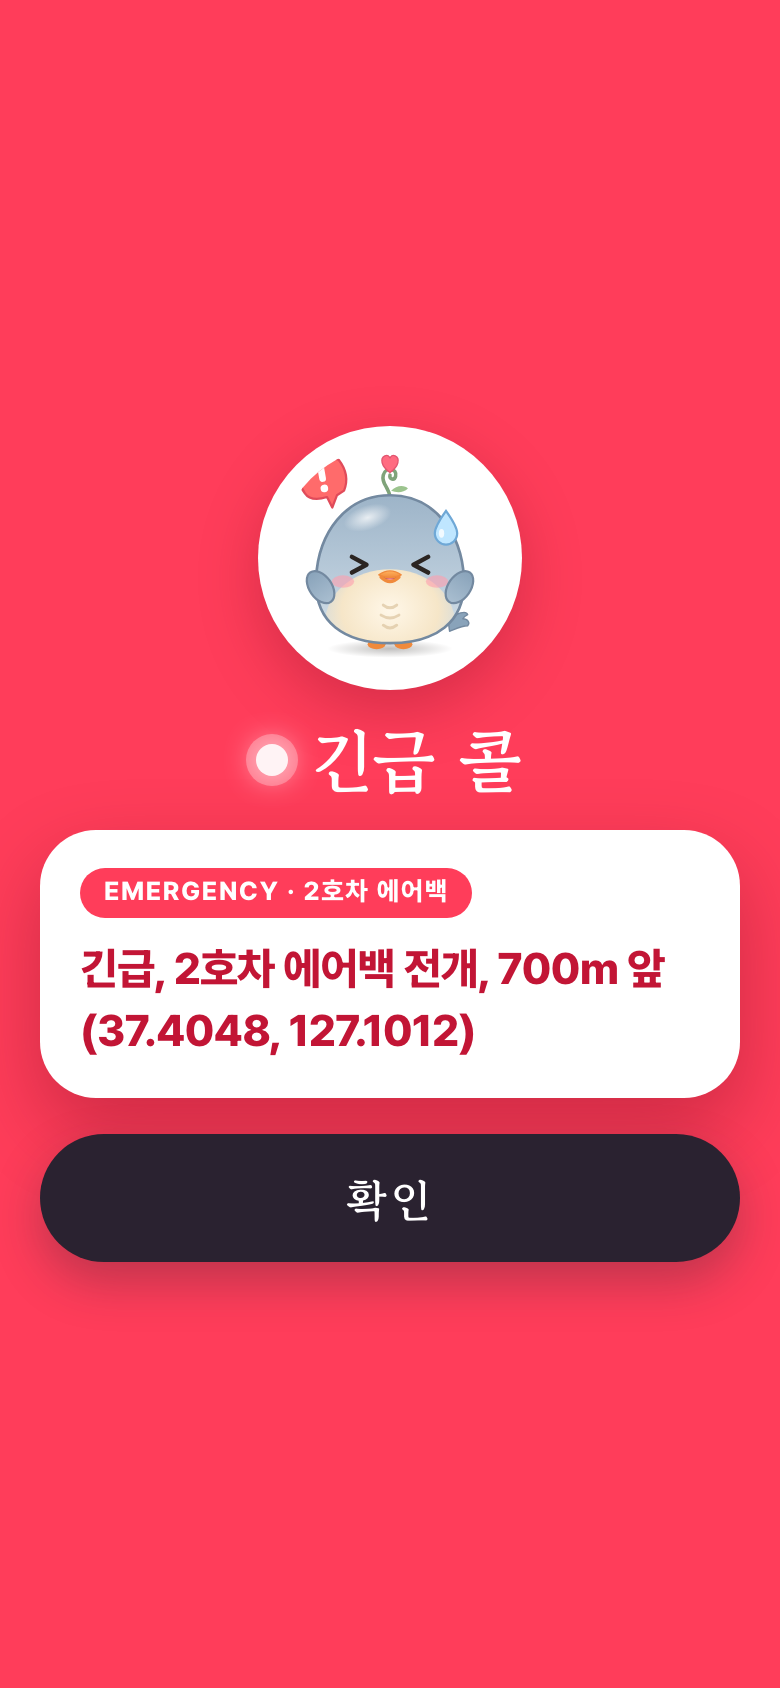 !
긴급 콜
EMERGENCY · 2호차 에어백
긴급, 2호차 에어백 전개, 700m 앞
(37.4048, 127.1012)
확인